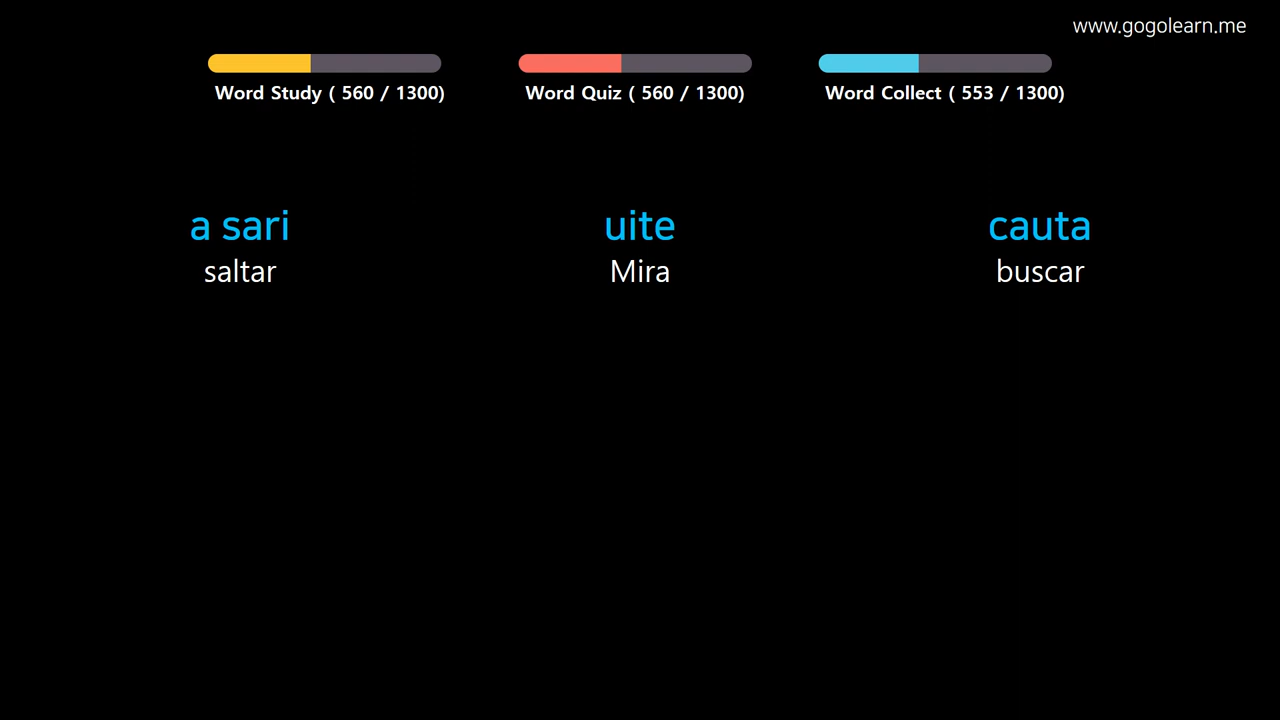 www.gogolearn.me
Word Study ( 560 / 1300)
Word Quiz ( 560 / 1300)
Word Collect ( 553 / 1300)
a sari
saltar
uite
Mira
cauta
buscar